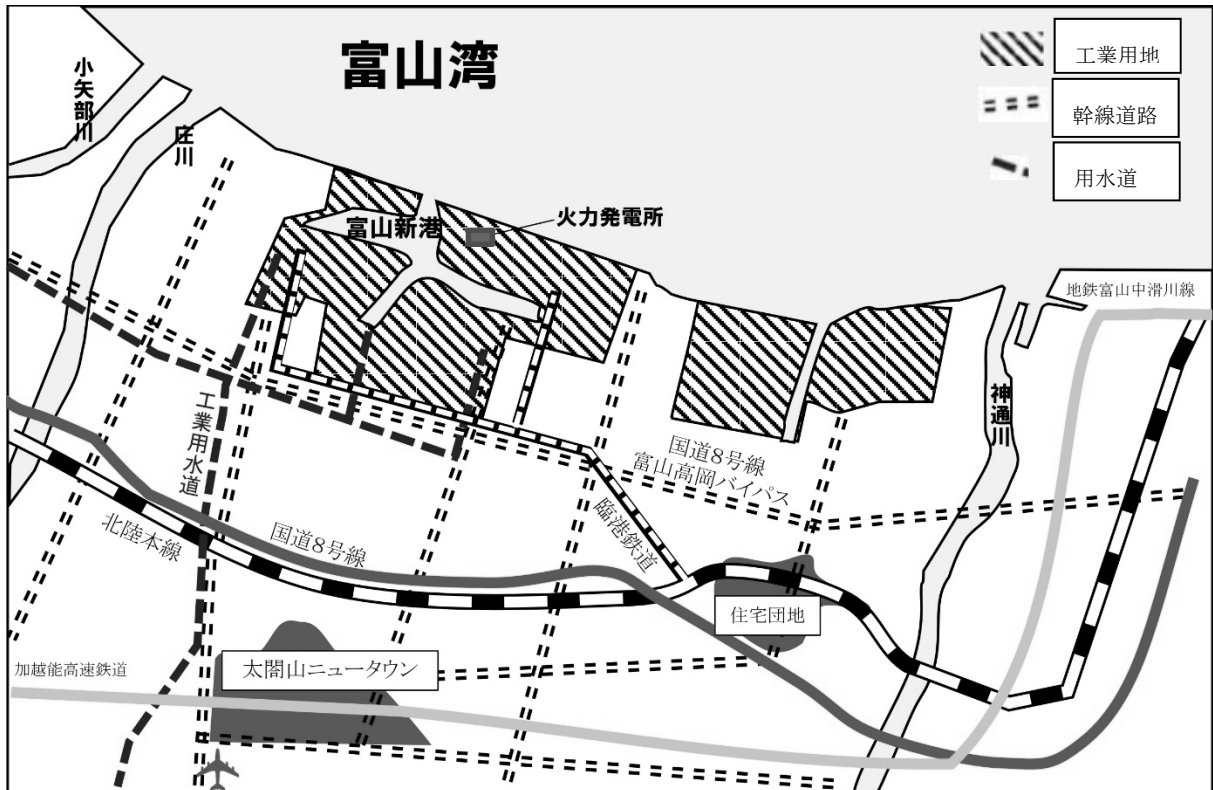 富山湾
工業用地
幹線道路
用水道
小矢部川
庄川
富山新港
火力発電所
地鉄富山中滑川線
神通川
工業用水道
国道8号線
富山高岡バイパス
北陸本線
国道8号線
臨港鉄道
住宅団地
加越能高速鉄道
太閤山ニュータウン